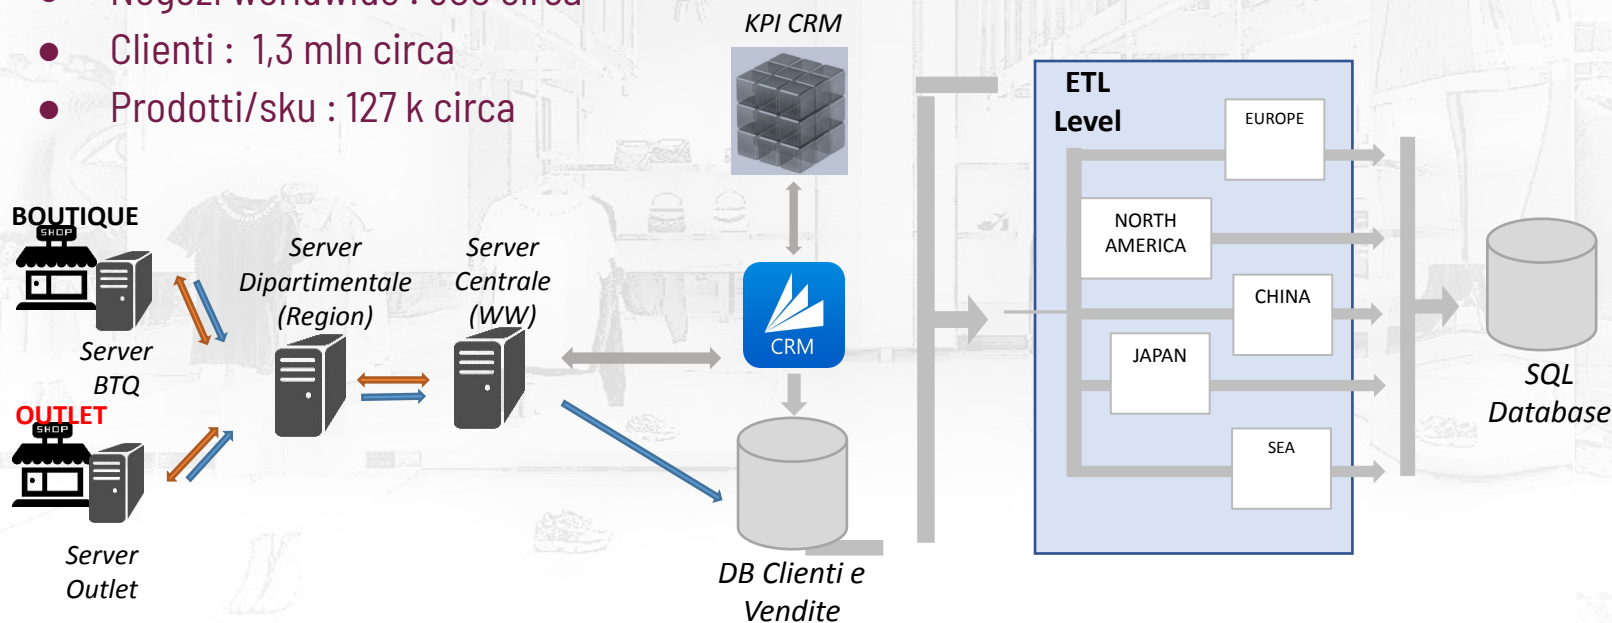 ● Negozi worldwide :
● Clienti : 1,3 mln circa
● Prodotti/sku : 127 k circa
KPI CRM
ETL
Level
EUROPE
NORTH
AMERICA
CHINA
JAPAN
SEA
BOUTIQUE
SHOP
Server
BTQ
OUTLET
SHOP
Server
Outlet
Server
Dipartimentale
(Region)
Server
Centrale
(WW)
CRM
DB Clienti e
Vendite
SQL
Database